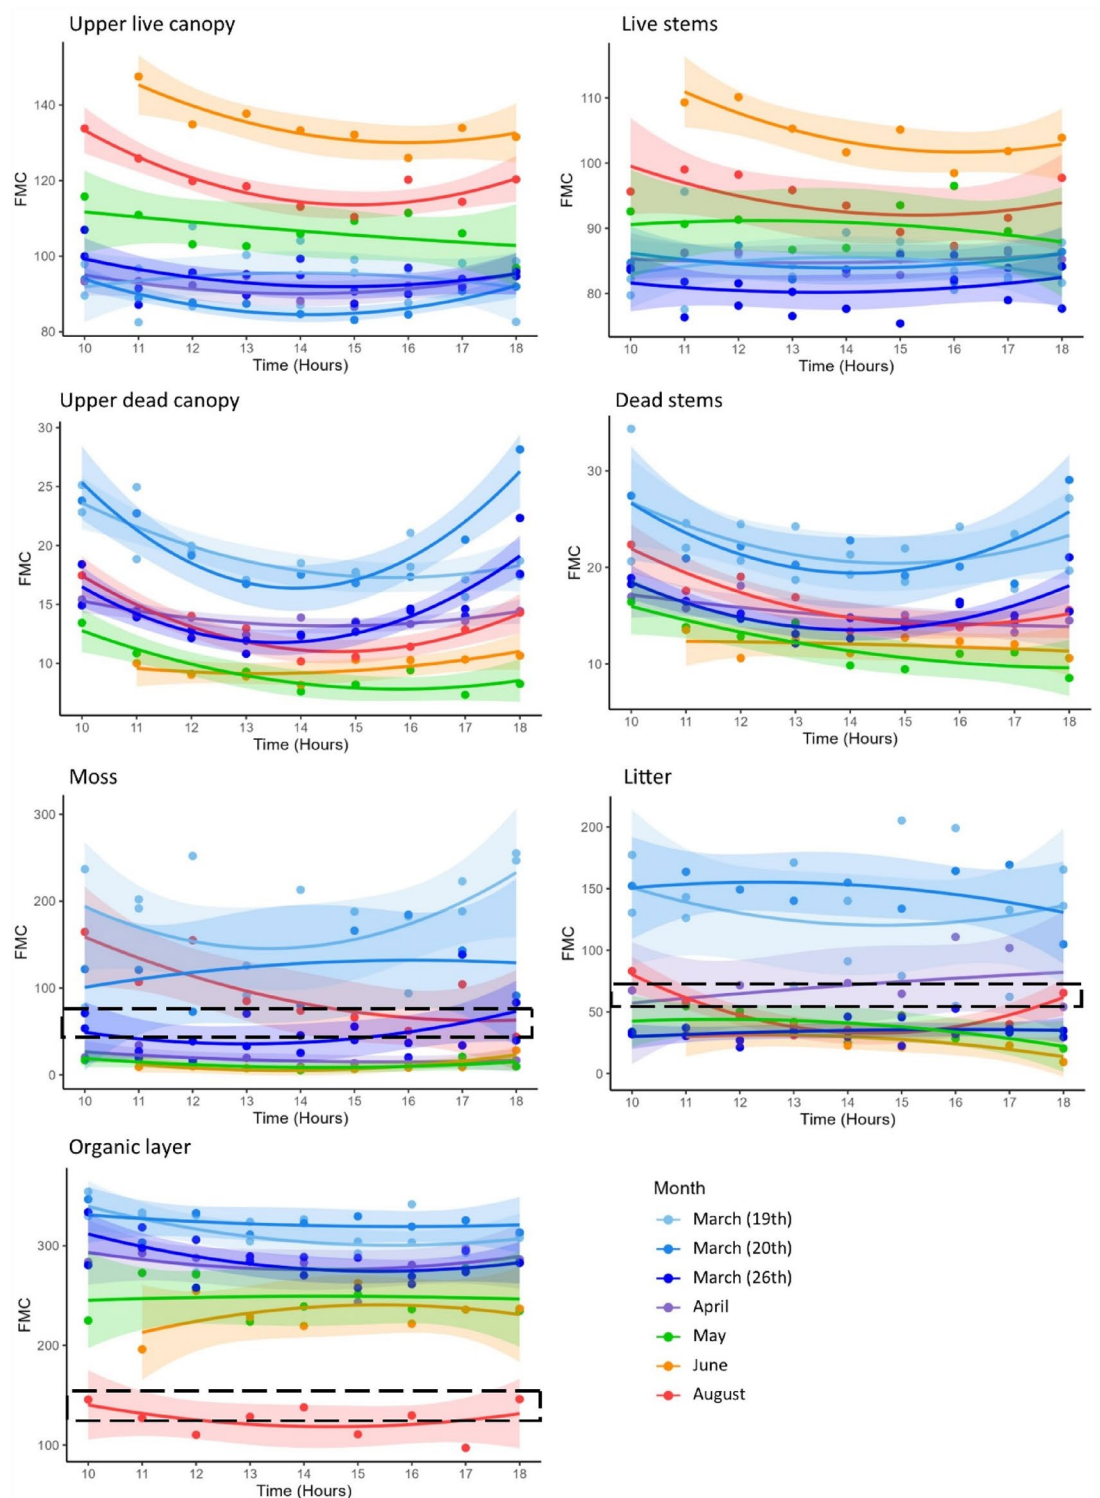 Upper live canopy
FMC
140
120
100
80
10 11 12 13 14 15 16 17 18
Time (Hours)
Live stems
FMC
110
100
90
80
10 11 12 13 14 15 16 17 18
Time (Hours)
Upper dead canopy
FMC
30
25
20
15
10
10 11 12 13 14 15 16 17 18
Time (Hours)
Dead stems
FMC
30
20
10
10 11 12 13 14 15 16 17 18
Time (Hours)
Moss
FMC
300
200
100
0
10 11 12 13 14 15 16 17 18
Time (Hours)
Litter
FMC
200
150
100
50
0
10 11 12 13 14 15 16 17 18
Time (Hours)
Organic layer
FMC
300
200
100
10 11 12 13 14 15 16 17 18
Time (Hours)
Month
March (19th)
March (20th)
March (26th)
April
May
June
August